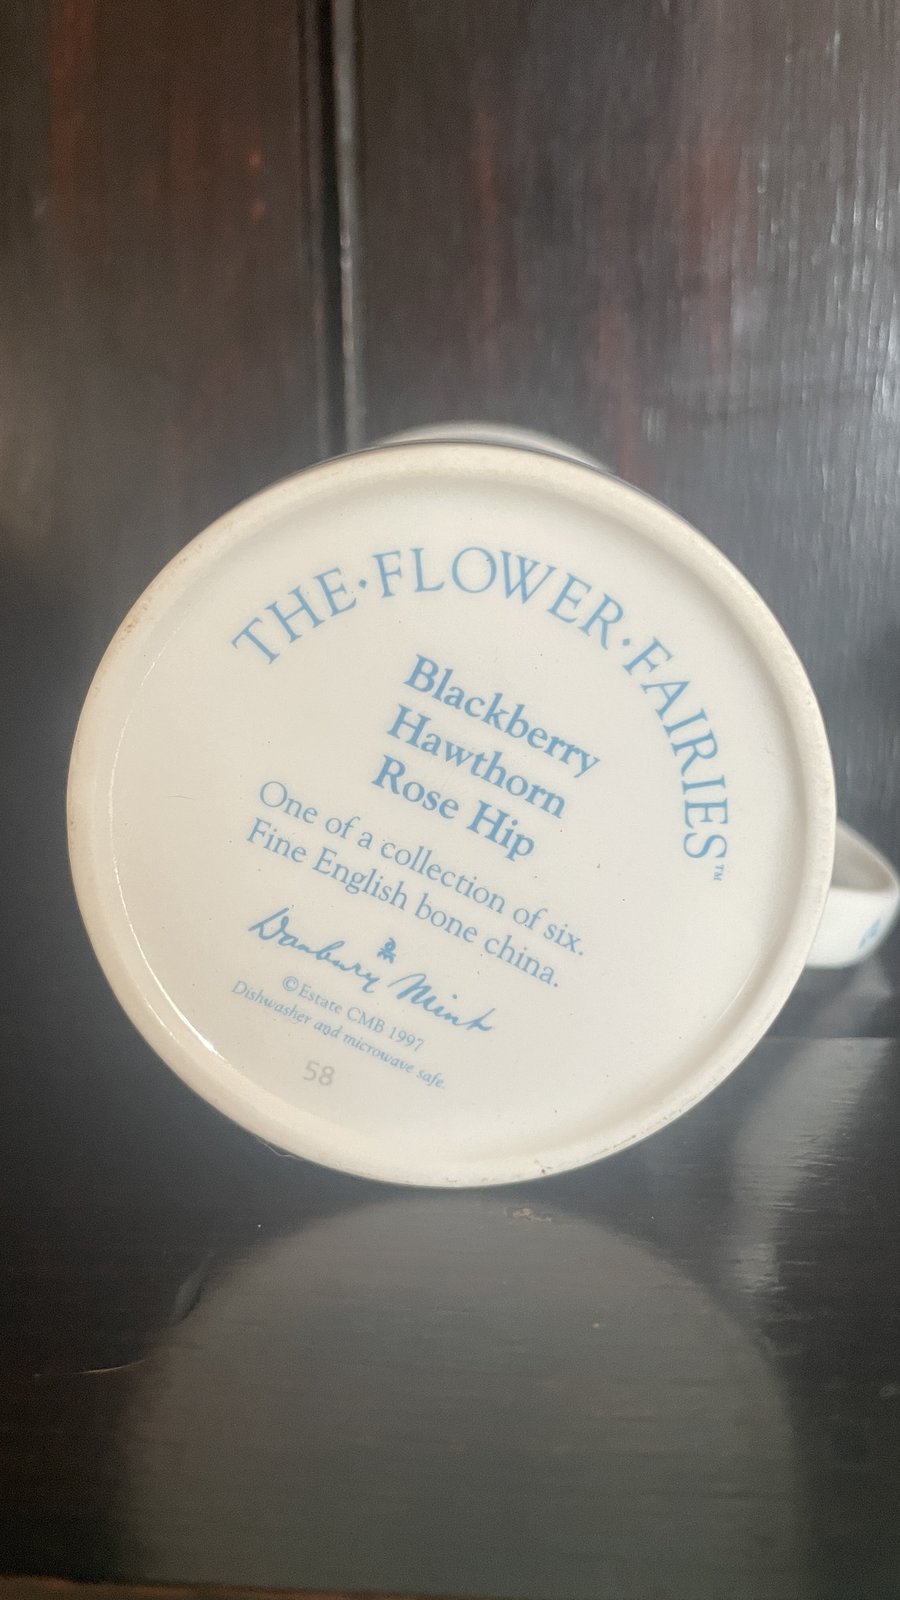 THE·FLOWER·FAIRIES™
Blackberry
Hawthorn
Rose Hip
One of a collection of six.
Fine English bone china.
Danbury Mint
©Estate CMB 1997
Dishwasher and microwave safe.
58